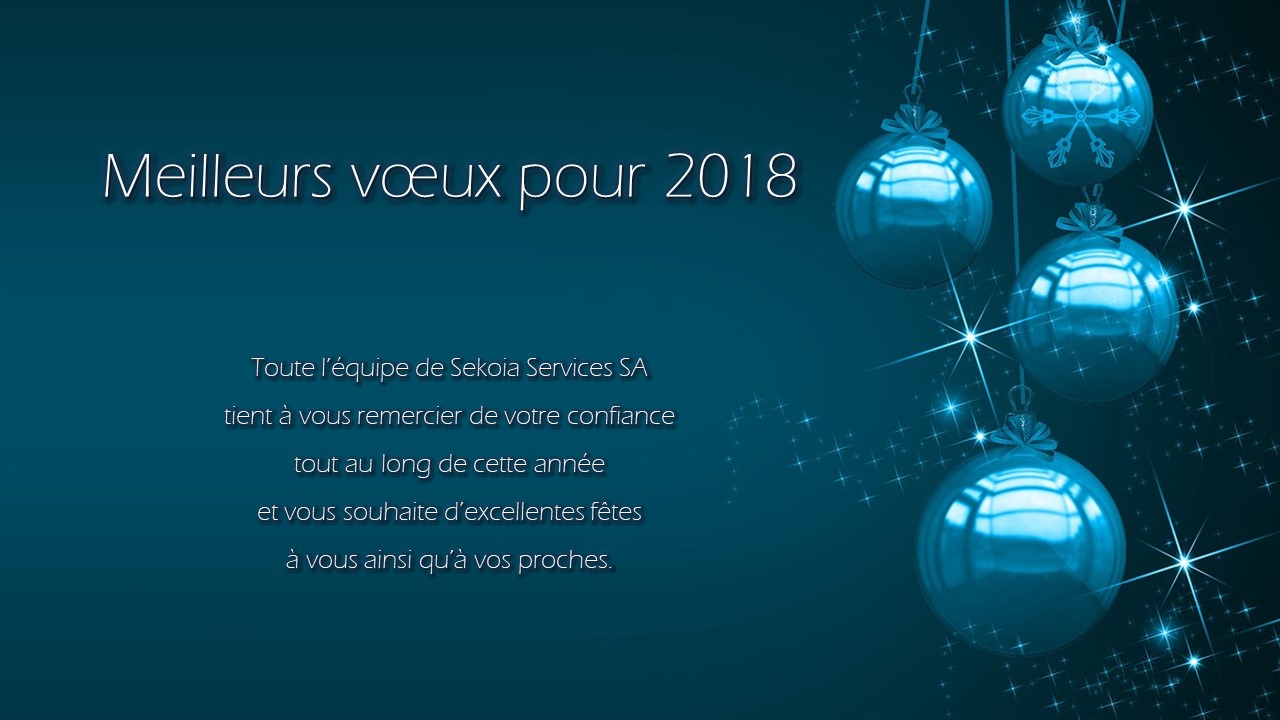 Meilleurs vœux pour 2018
Toute l’équipe de Sekoia Services SA
tient à vous remercier de votre confiance
tout au long de cette année
et vous souhaite d’excellentes fêtes
à vous ainsi qu’à vos proches.